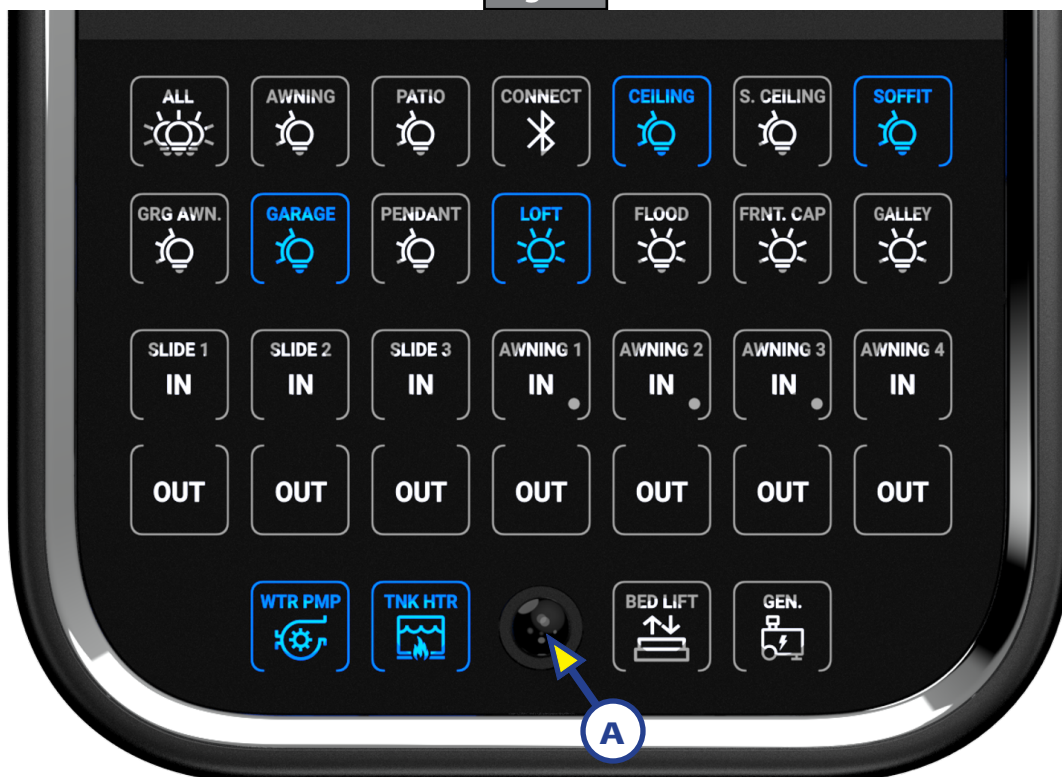 ALL AWNING PATIO CONNECT CEILING S. CEILING SOFFIT
GRG AWN. GARAGE PENDANT LOFT FLOOD FRNT. CAP GALLEY
SLIDE 1 SLIDE 2 SLIDE 3 AWNING 1 AWNING 2 AWNING 3 AWNING 4
IN IN IN IN IN IN IN
OUT OUT OUT OUT OUT OUT OUT
WTR PMP TNK HTR BED LIFT GEN.
A